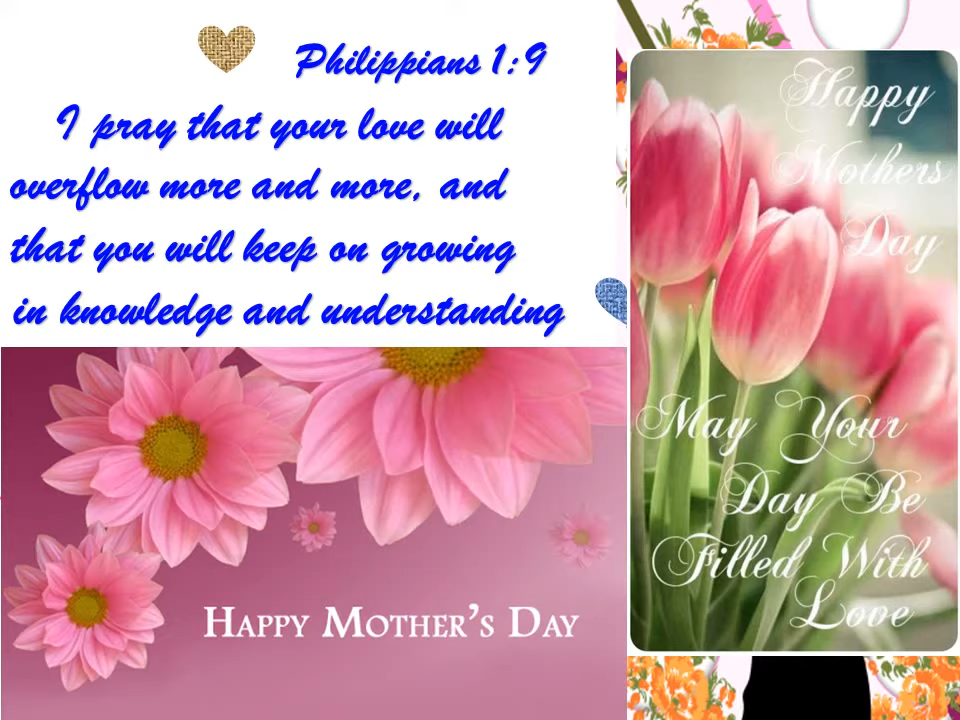 Philippians 1:9
I pray that your love will
overflow more and more, and
that you will keep on growing
in knowledge and understanding
Happy
Mothers
Day
May Your
Day Be
Filled With
Love
Happy Mother's Day